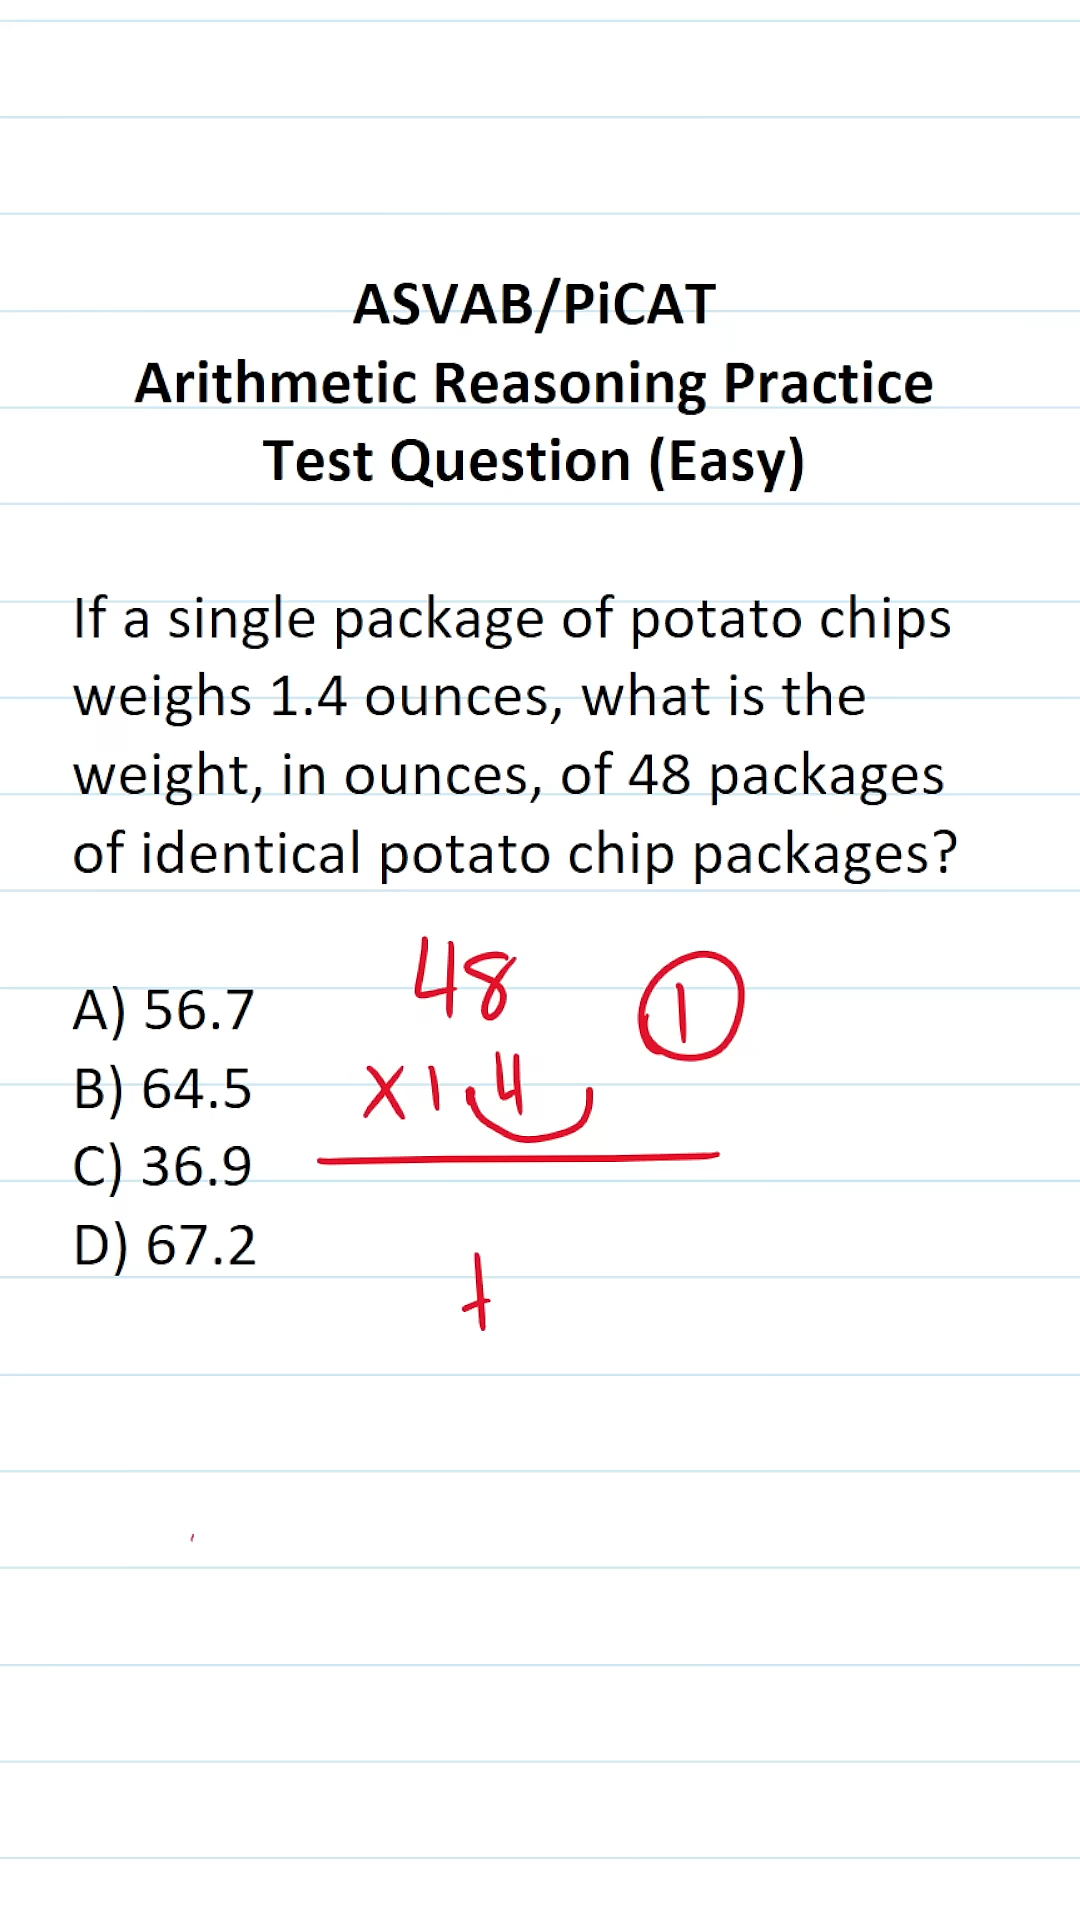 ASVAB/PiCAT
Arithmetic Reasoning Practice
Test Question (Easy)
If a single package of potato chips
weighs 1.4 ounces, what is the
weight, in ounces, of 48 packages
of identical potato chip packages?
A) 56.7
B) 64.5
C) 36.9
D) 67.2
48
1
x1.4
+